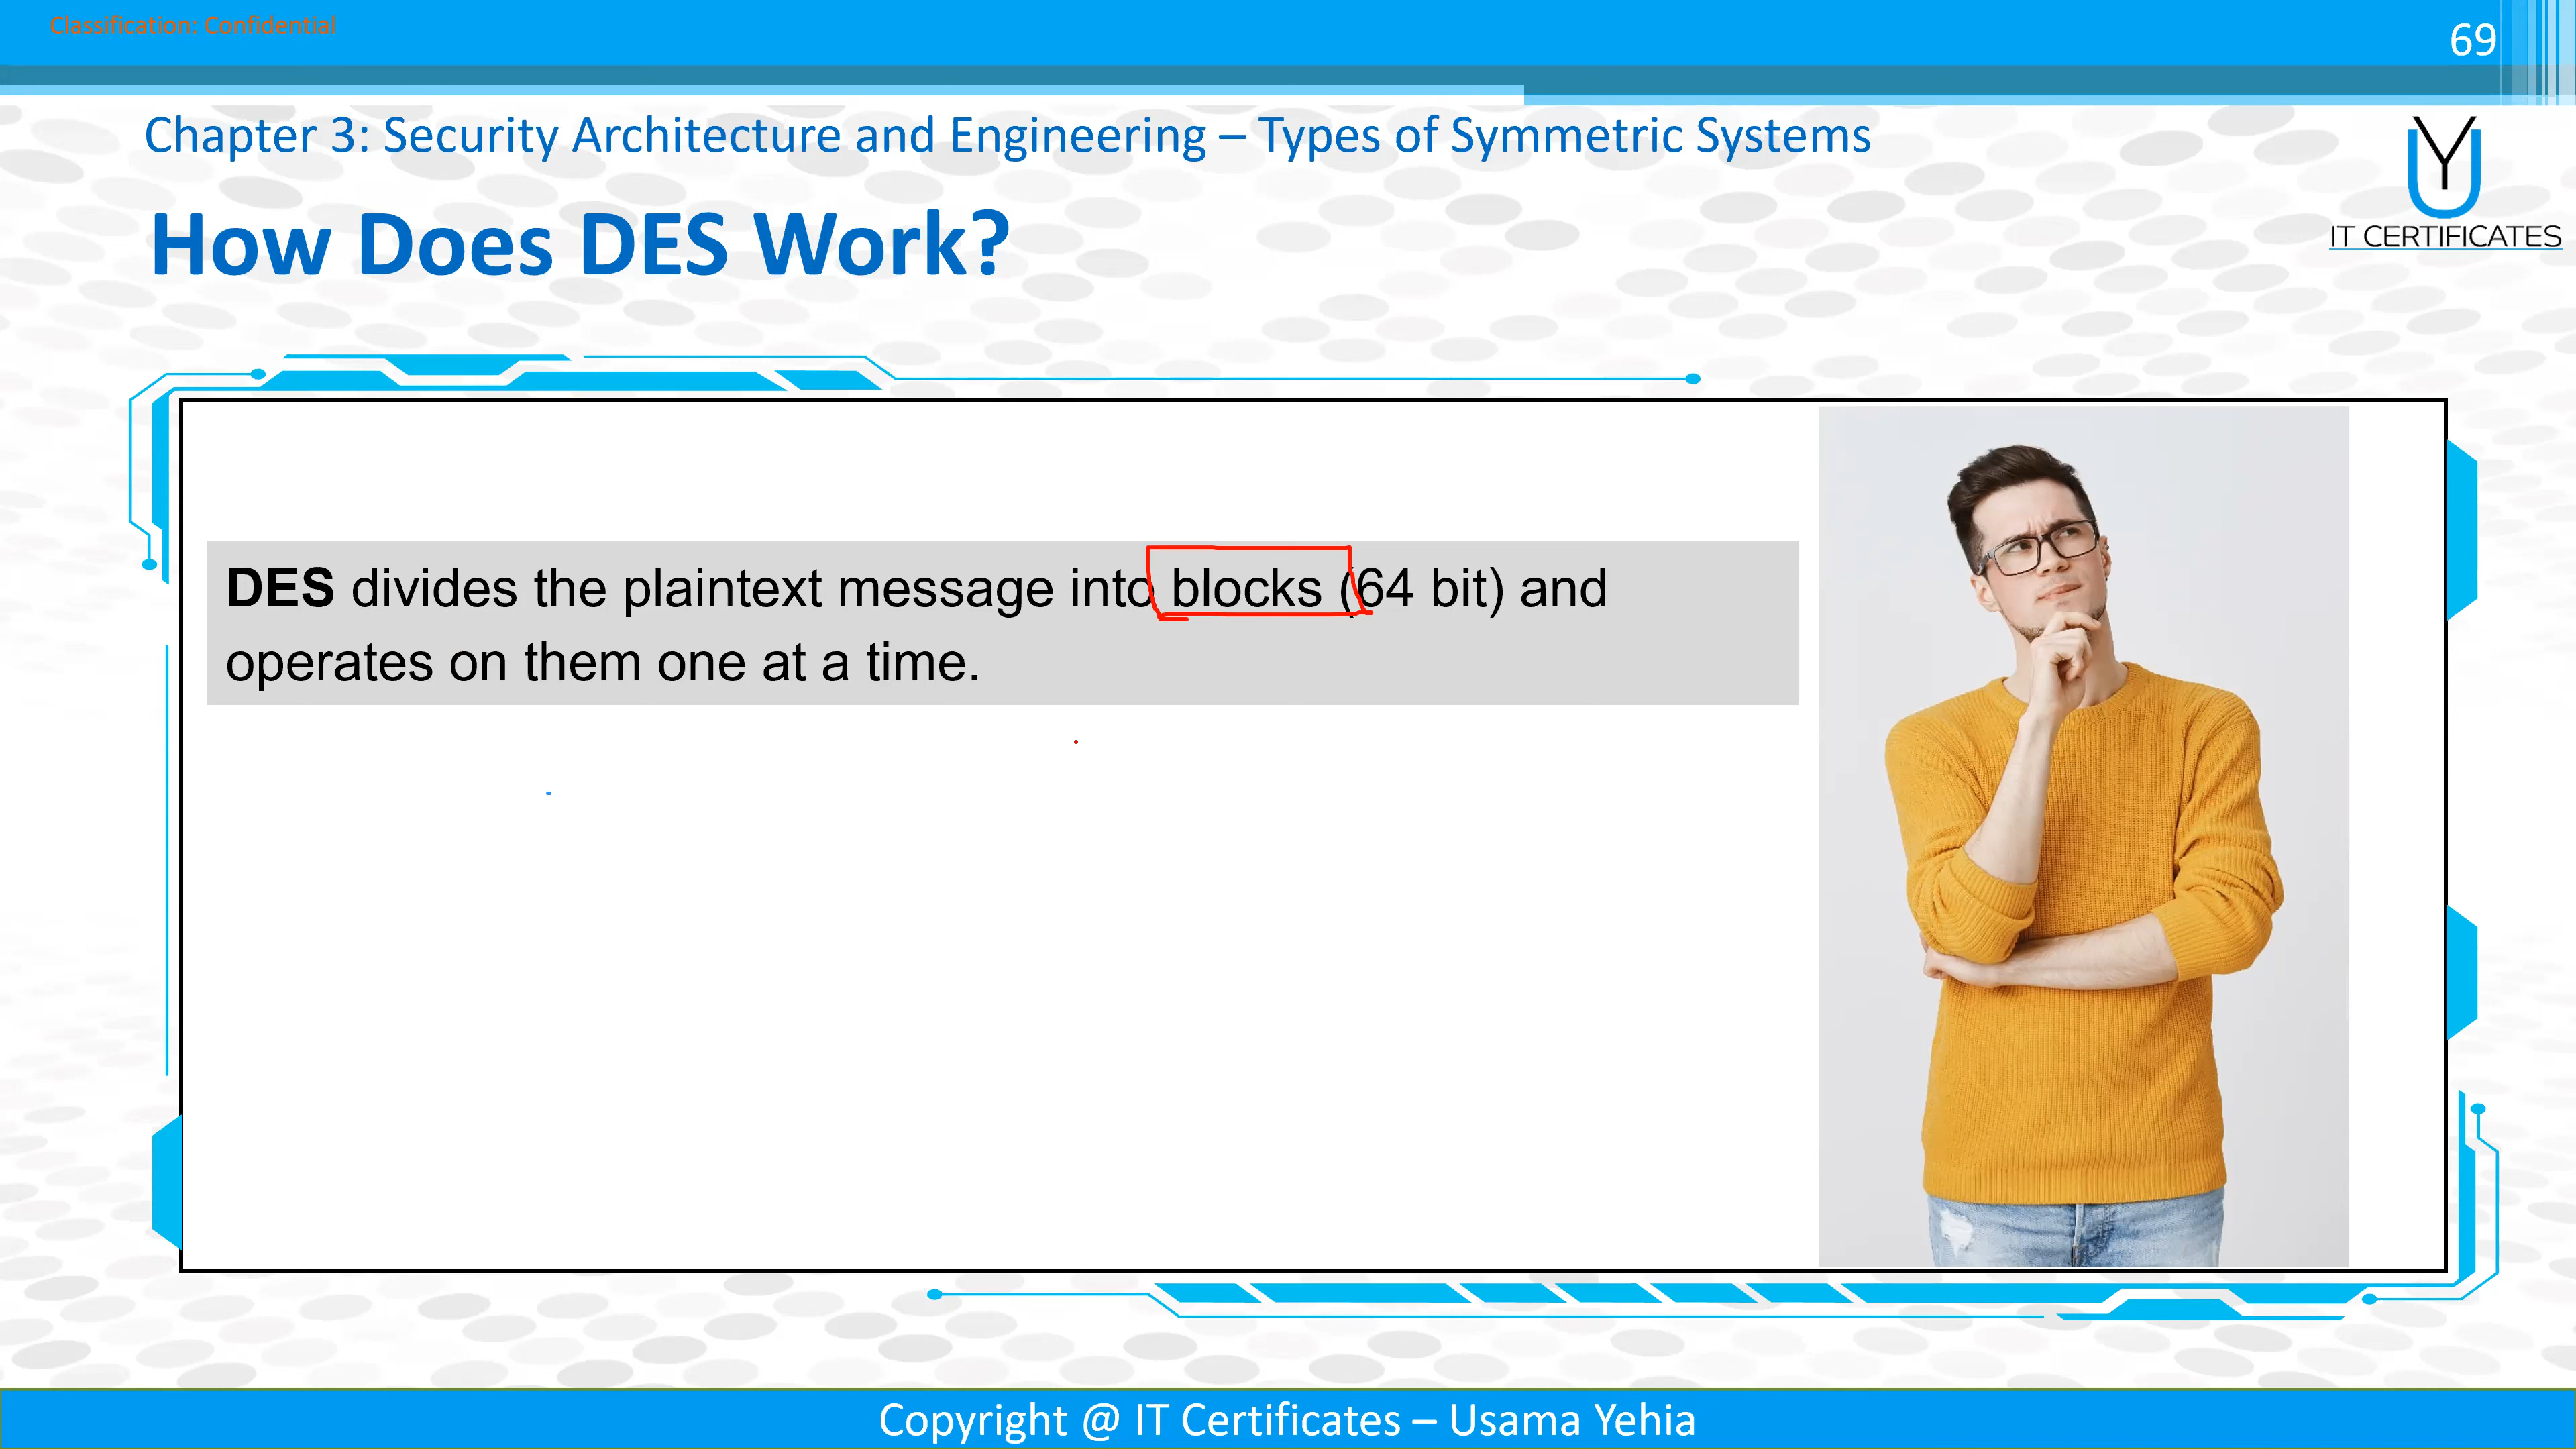 Classification: Confidential
69
Chapter 3: Security Architecture and Engineering – Types of Symmetric Systems
UY
IT CERTIFICATES
How Does DES Work?
DES divides the plaintext message into blocks (64 bit) and
operates on them one at a time.
Copyright @ IT Certificates – Usama Yehia